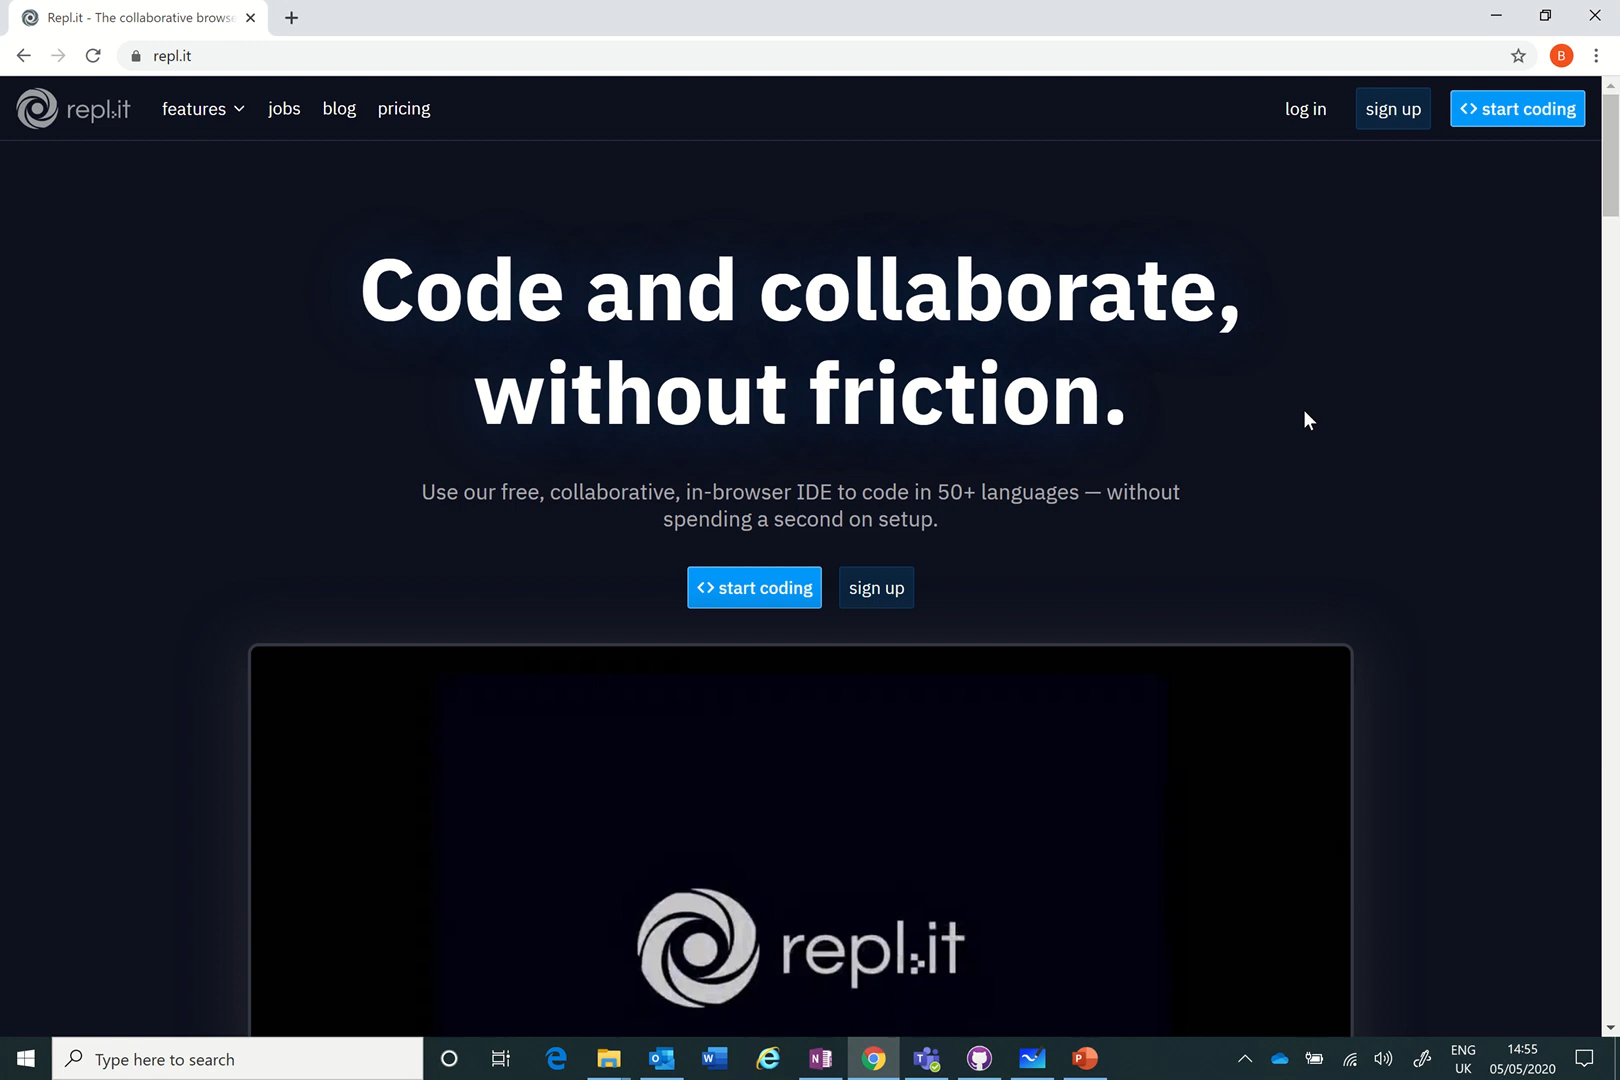 Repl.it - The collaborative browse
repl.it
B
repl.it
features
jobs
blog
pricing
log in
sign up
<> start coding
Code and collaborate,
without friction.
Use our free, collaborative, in-browser IDE to code in 50+ languages — without
spending a second on setup.
<> start coding
sign up
repl.it
Type here to search
ENG
UK
14:55
05/05/2020